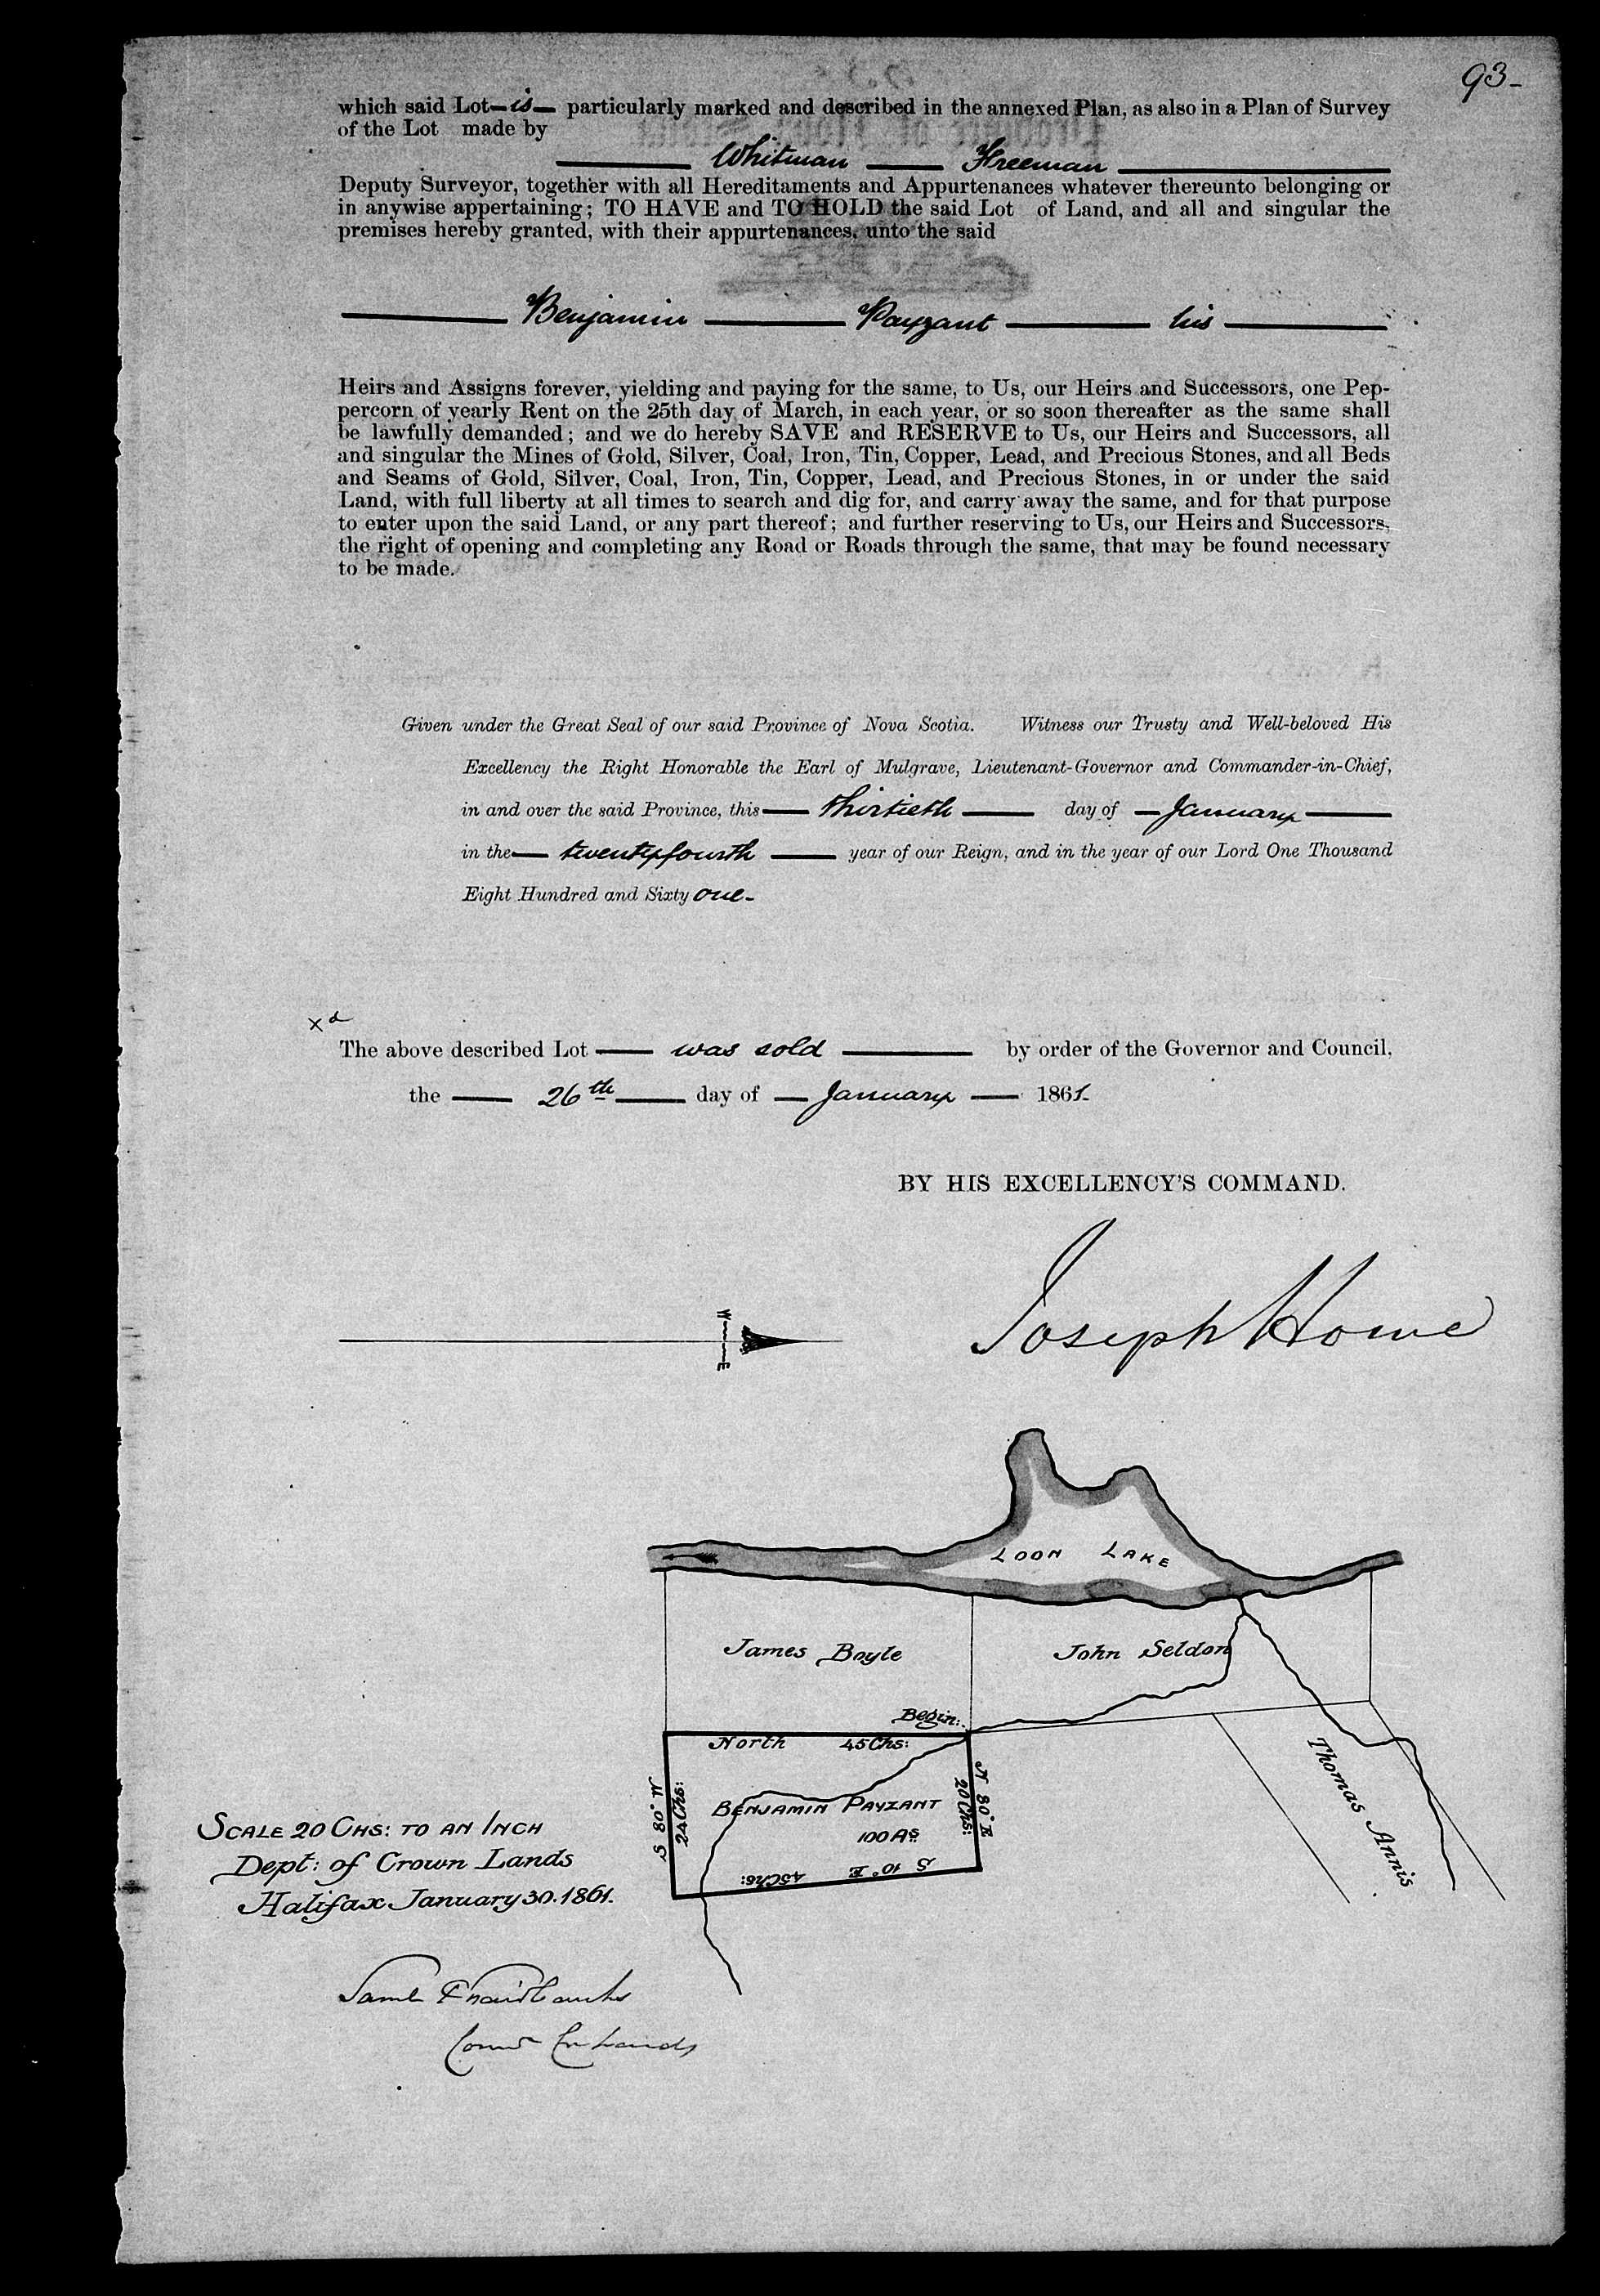 93-
which said Lot is particularly marked and described in the annexed Plan, as also in a Plan of Survey
of the Lot made by
Whitman Freeman
Deputy Surveyor, together with all Hereditaments and Appurtenances whatever thereunto belonging or
in anywise appertaining; TO HAVE and TO HOLD the said Lot of Land, and all and singular the
premises hereby granted, with their appurtenances, unto the said
Benjamin Payzant his
Heirs and Assigns forever, yielding and paying for the same, to Us, our Heirs and Successors, one Pep-
percorn of yearly Rent on the 25th day of March, in each year, or so soon thereafter as the same shall
be lawfully demanded; and we do hereby SAVE and RESERVE to Us, our Heirs and Successors, all
and singular the Mines of Gold, Silver, Coal, Iron, Tin, Copper, Lead, and Precious Stones, and all Beds
and Seams of Gold, Silver, Coal, Iron, Tin, Copper, Lead, and Precious Stones, in or under the said
Land, with full liberty at all times to search and dig for, and carry away the same, and for that purpose
to enter upon the said Land, or any part thereof; and further reserving to Us, our Heirs and Successors,
the right of opening and completing any Road or Roads through the same, that may be found necessary
to be made.
Given under the Great Seal of our said Province of Nova Scotia. Witness our Trusty and Well-beloved His
Excellency the Right Honorable the Earl of Mulgrave, Lieutenant-Governor and Commander-in-Chief,
in and over the said Province, this thirtieth day of January
in the twentyfourth year of our Reign, and in the year of our Lord One Thousand
Eight Hundred and Sixty one-
xd
The above described Lot was sold by order of the Governor and Council,
the 26th day of January 1861.
BY HIS EXCELLENCY'S COMMAND.
Joseph Howe
W E
LOON LAKE
James Boyle
John Seldon
Begin:
North 45 Chs:
N 80° E
20 Chs:
S 80° W
24 Chs:
BENJAMIN PAYZANT
100 As
S 10° E 45 Chs:
Thomas Annis
SCALE 20 CHS: TO AN INCH
Dept: of Crown Lands
Halifax January 30. 1861.
Saml Fairbanks
Comr Cr Lands